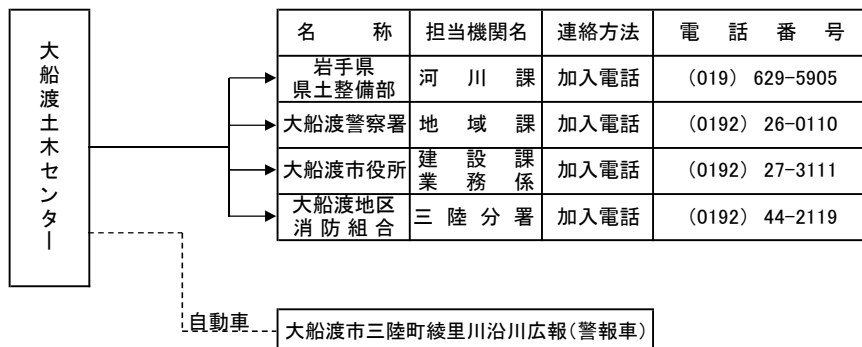 大船渡土木センター
名称 担当機関名 連絡方法 電話番号
岩手県
県土整備部 河川課 加入電話 (019) 629-5905
大船渡警察署 地域課 加入電話 (0192) 26-0110
大船渡市役所 建設課
業務係 加入電話 (0192) 27-3111
大船渡地区
消防組合 三陸分署 加入電話 (0192) 44-2119
自動車
大船渡市三陸町綾里川沿川広報(警報車)